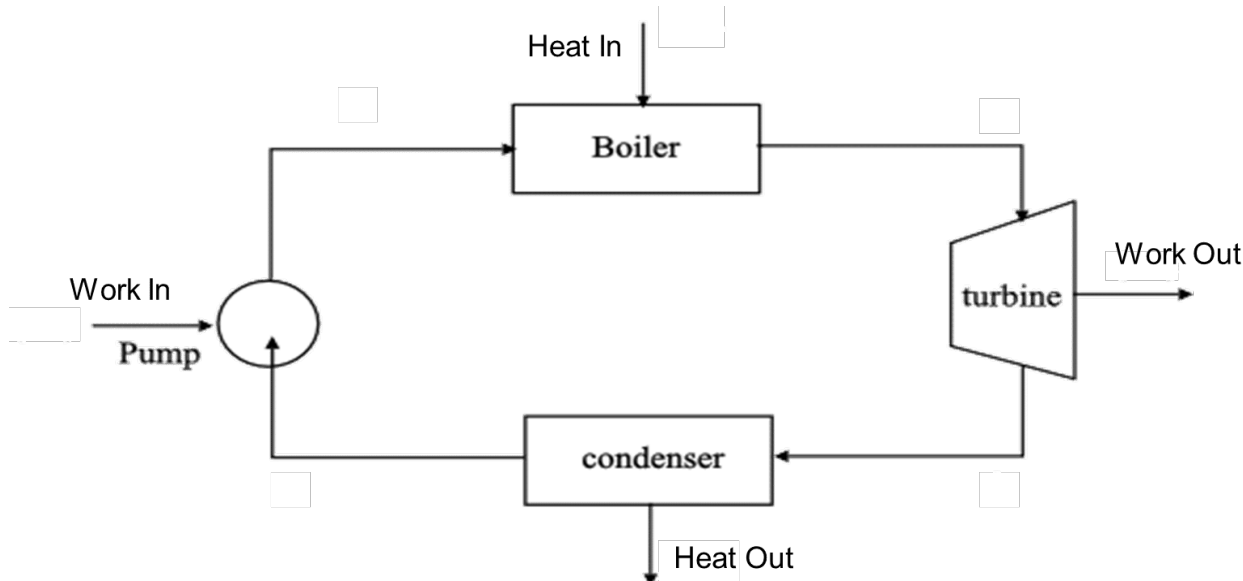 Heat In
Boiler
Work Out
Work In
turbine
Pump
condenser
Heat Out